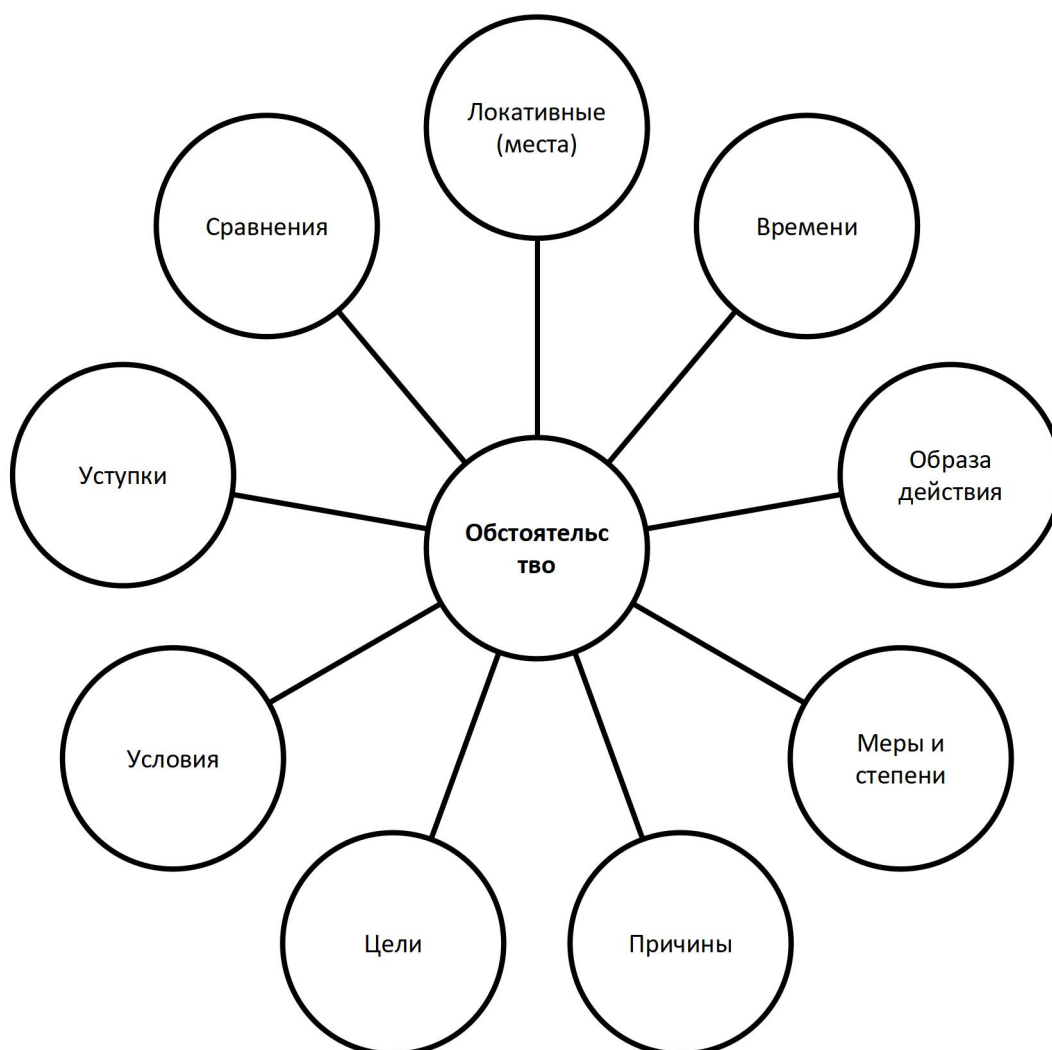 Локативные
(места)
Времени
Образа
действия
Меры и
степени
Причины
Цели
Условия
Уступки
Сравнения
Обстоятельс
тво